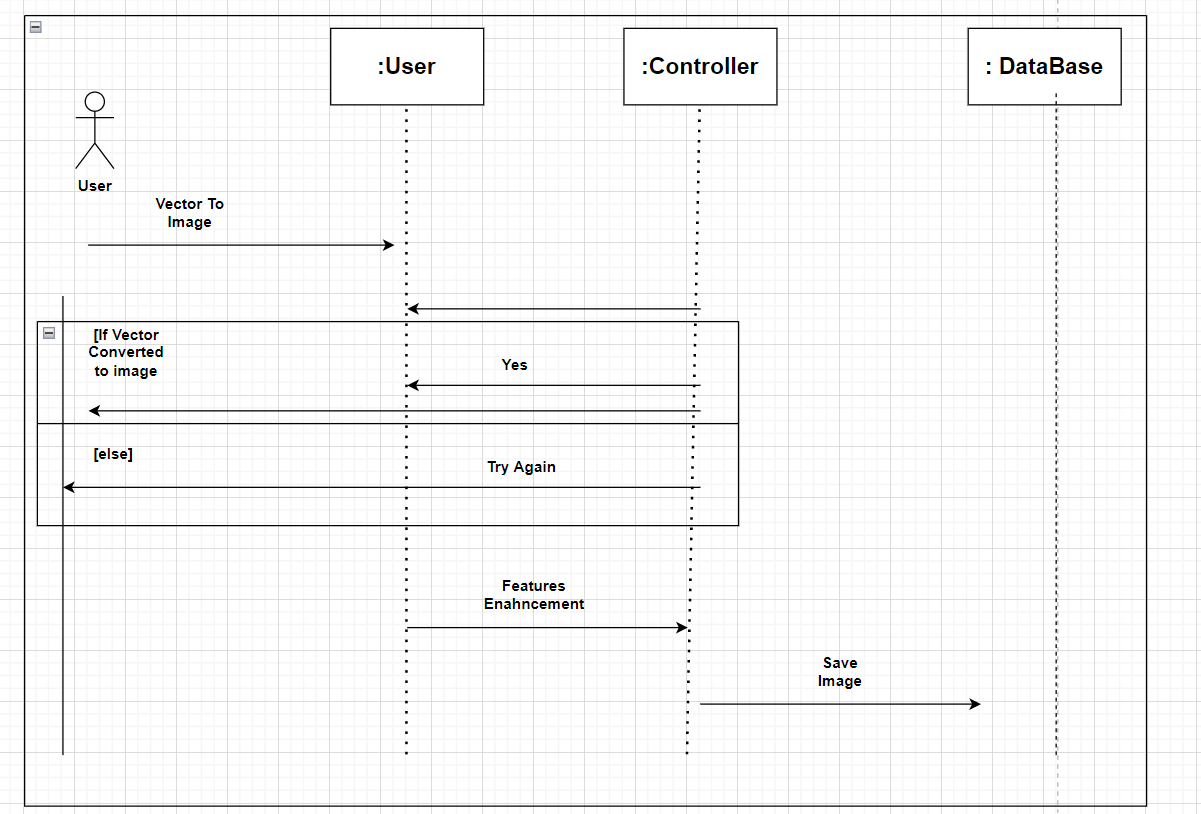 :User
:Controller
: DataBase
User
Vector To
Image
[If Vector
Converted
to image
Yes
[else]
Try Again
Features
Enahncement
Save
Image